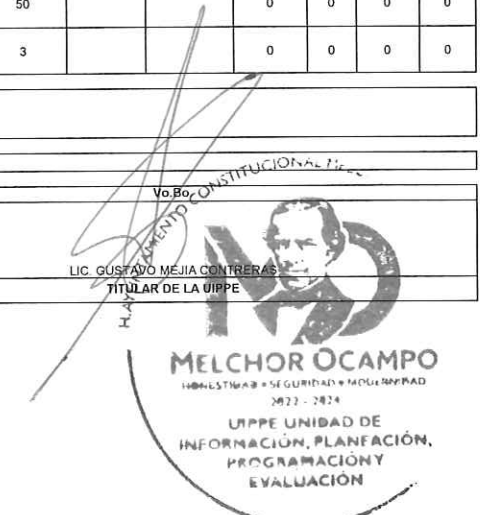 50 0 0 0 0
3 0 0 0 0
Vo.Bo.
H. AYUNTAMIENTO CONSTITUCIONAL
LIC. GUSTAVO MEJIA CONTRERAS
TITULAR DE LA UIPPE
MELCHOR OCAMPO
HONESTIDAD • SEGURIDAD • MODERNIDAD
2022 - 2024
UIPPE UNIDAD DE
INFORMACIÓN, PLANEACIÓN,
PROGRAMACIÓN Y
EVALUACIÓN